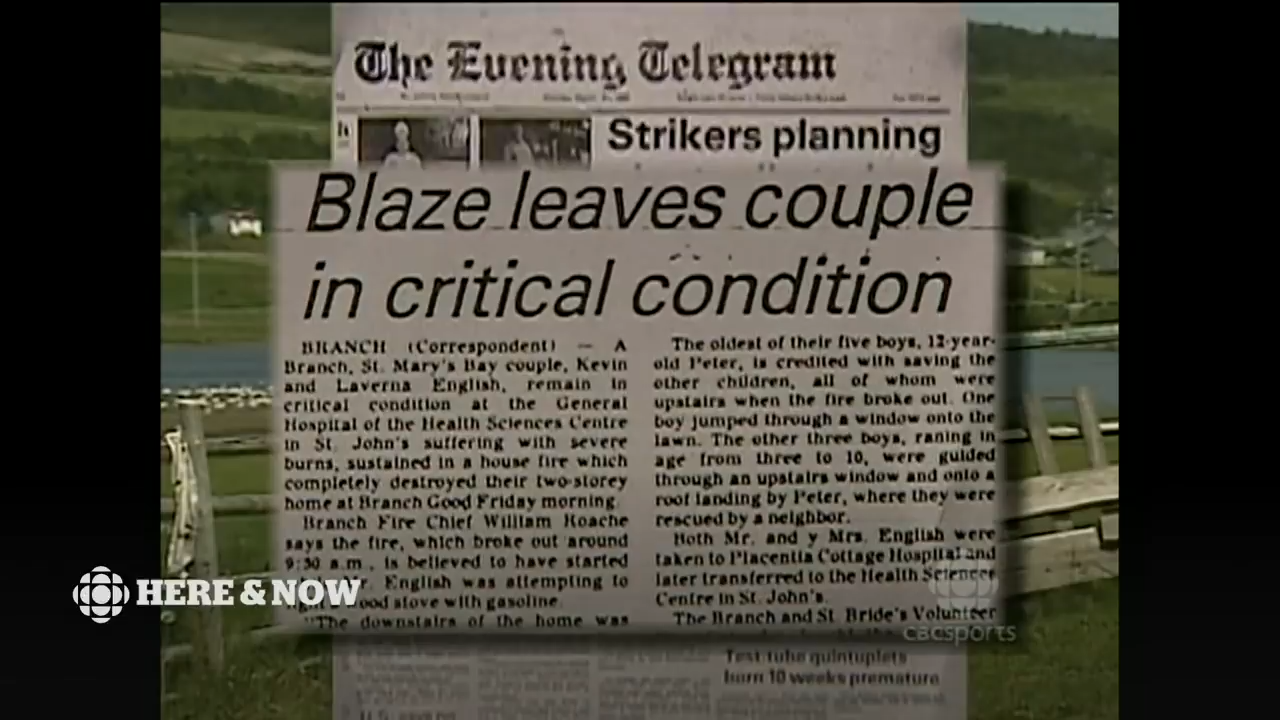 The Evening Telegram
h
Strikers planning
Blaze leaves couple
in critical condition
BRANCH (Correspondent) — A
Branch, St. Mary's Bay couple, Kevin
and Laverna English, remain in
critical condition at the General
Hospital of the Health Sciences Centre
in St. John's suffering with severe
burns, sustained in a house fire which
completely destroyed their two-storey
home at Branch Good Friday morning.
Branch Fire Chief William Roache
says the fire, which broke out around
9:30 a.m., is believed to have started
English was attempting to
stove with gasoline.
"The downstairs of the home was
The oldest of their five boys, 12-year-
old Peter, is credited with saving the
other children, all of whom were
upstairs when the fire broke out. One
boy jumped through a window onto the
lawn. The other three boys, raning in
age from three to 10, were guided
through an upstairs window and onto a
roof landing by Peter, where they were
rescued by a neighbor.
Both Mr. and y Mrs. English were
taken to Placentia Cottage Hospital and
later transferred to the Health Sciences
Centre in St. John's.
The Branch and St. Bride's Volunteer
HERE & NOW
cbcsports
Test-tube quintuplets
born 10 weeks premature